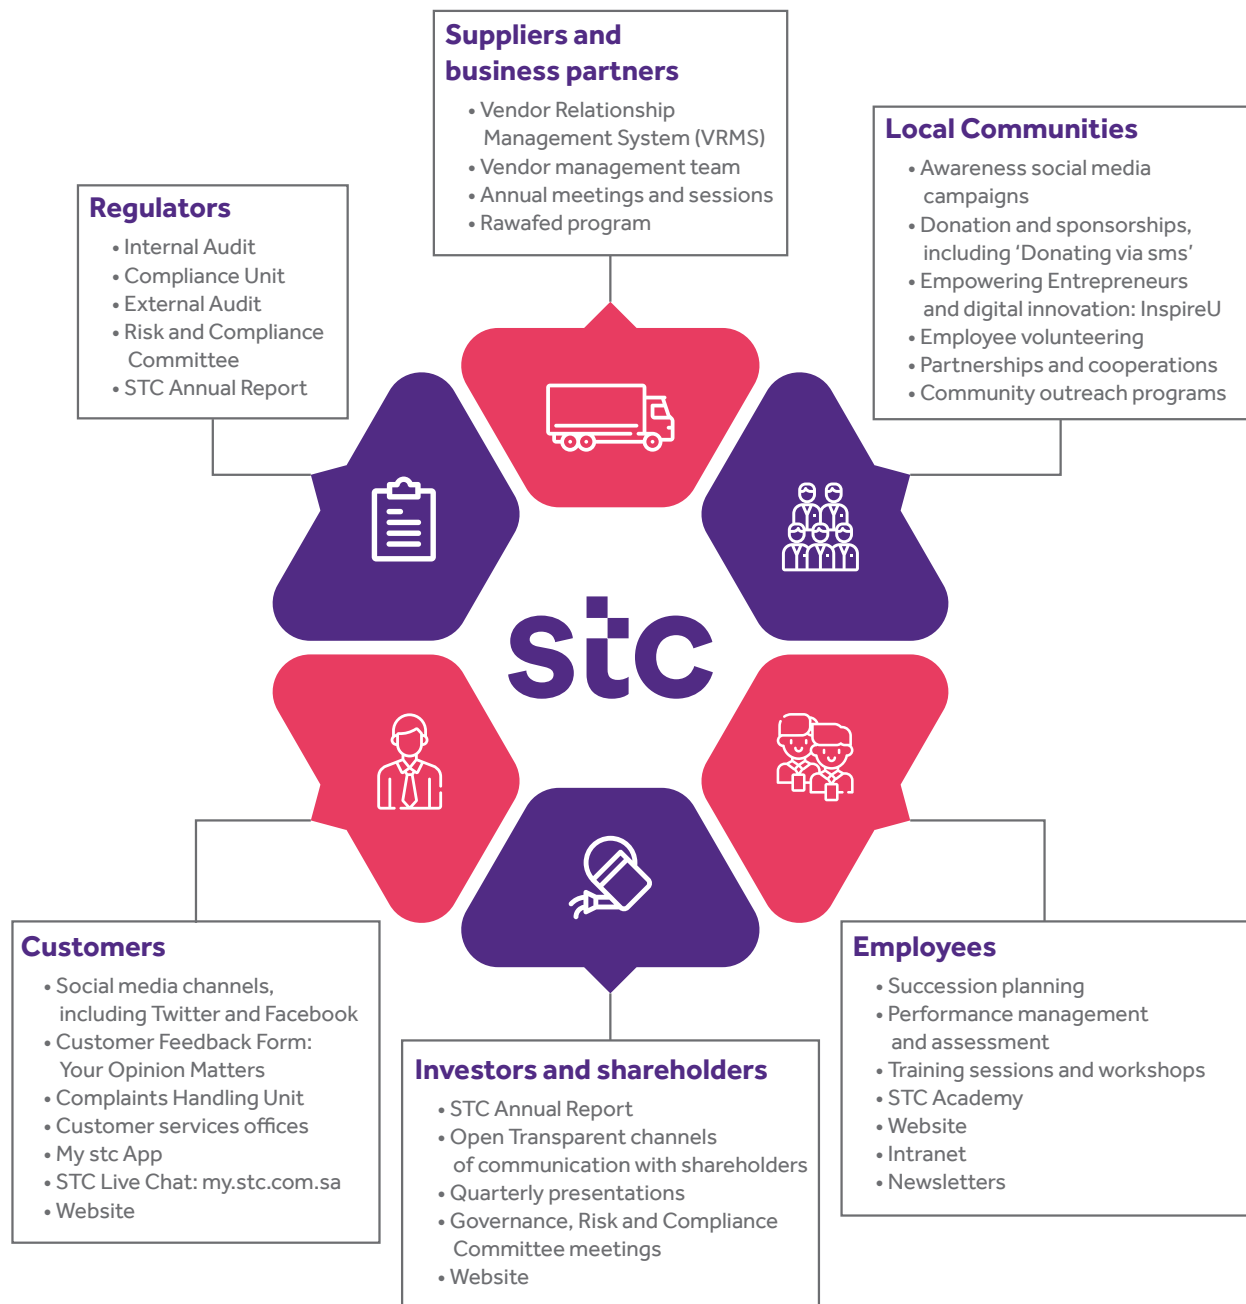 Suppliers and
business partners
• Vendor Relationship
Management System (VRMS)
• Vendor management team
• Annual meetings and sessions
• Rawafed program
Local Communities
• Awareness social media
campaigns
• Donation and sponsorships,
including ‘Donating via sms’
• Empowering Entrepreneurs
and digital innovation: InspireU
• Employee volunteering
• Partnerships and cooperations
• Community outreach programs
Regulators
• Internal Audit
• Compliance Unit
• External Audit
• Risk and Compliance
Committee
• STC Annual Report
stc
Customers
• Social media channels,
including Twitter and Facebook
• Customer Feedback Form:
Your Opinion Matters
• Complaints Handling Unit
• Customer services offices
• My stc App
• STC Live Chat: my.stc.com.sa
• Website
Investors and shareholders
• STC Annual Report
• Open Transparent channels
of communication with shareholders
• Quarterly presentations
• Governance, Risk and Compliance
Committee meetings
• Website
Employees
• Succession planning
• Performance management
and assessment
• Training sessions and workshops
• STC Academy
• Website
• Intranet
• Newsletters